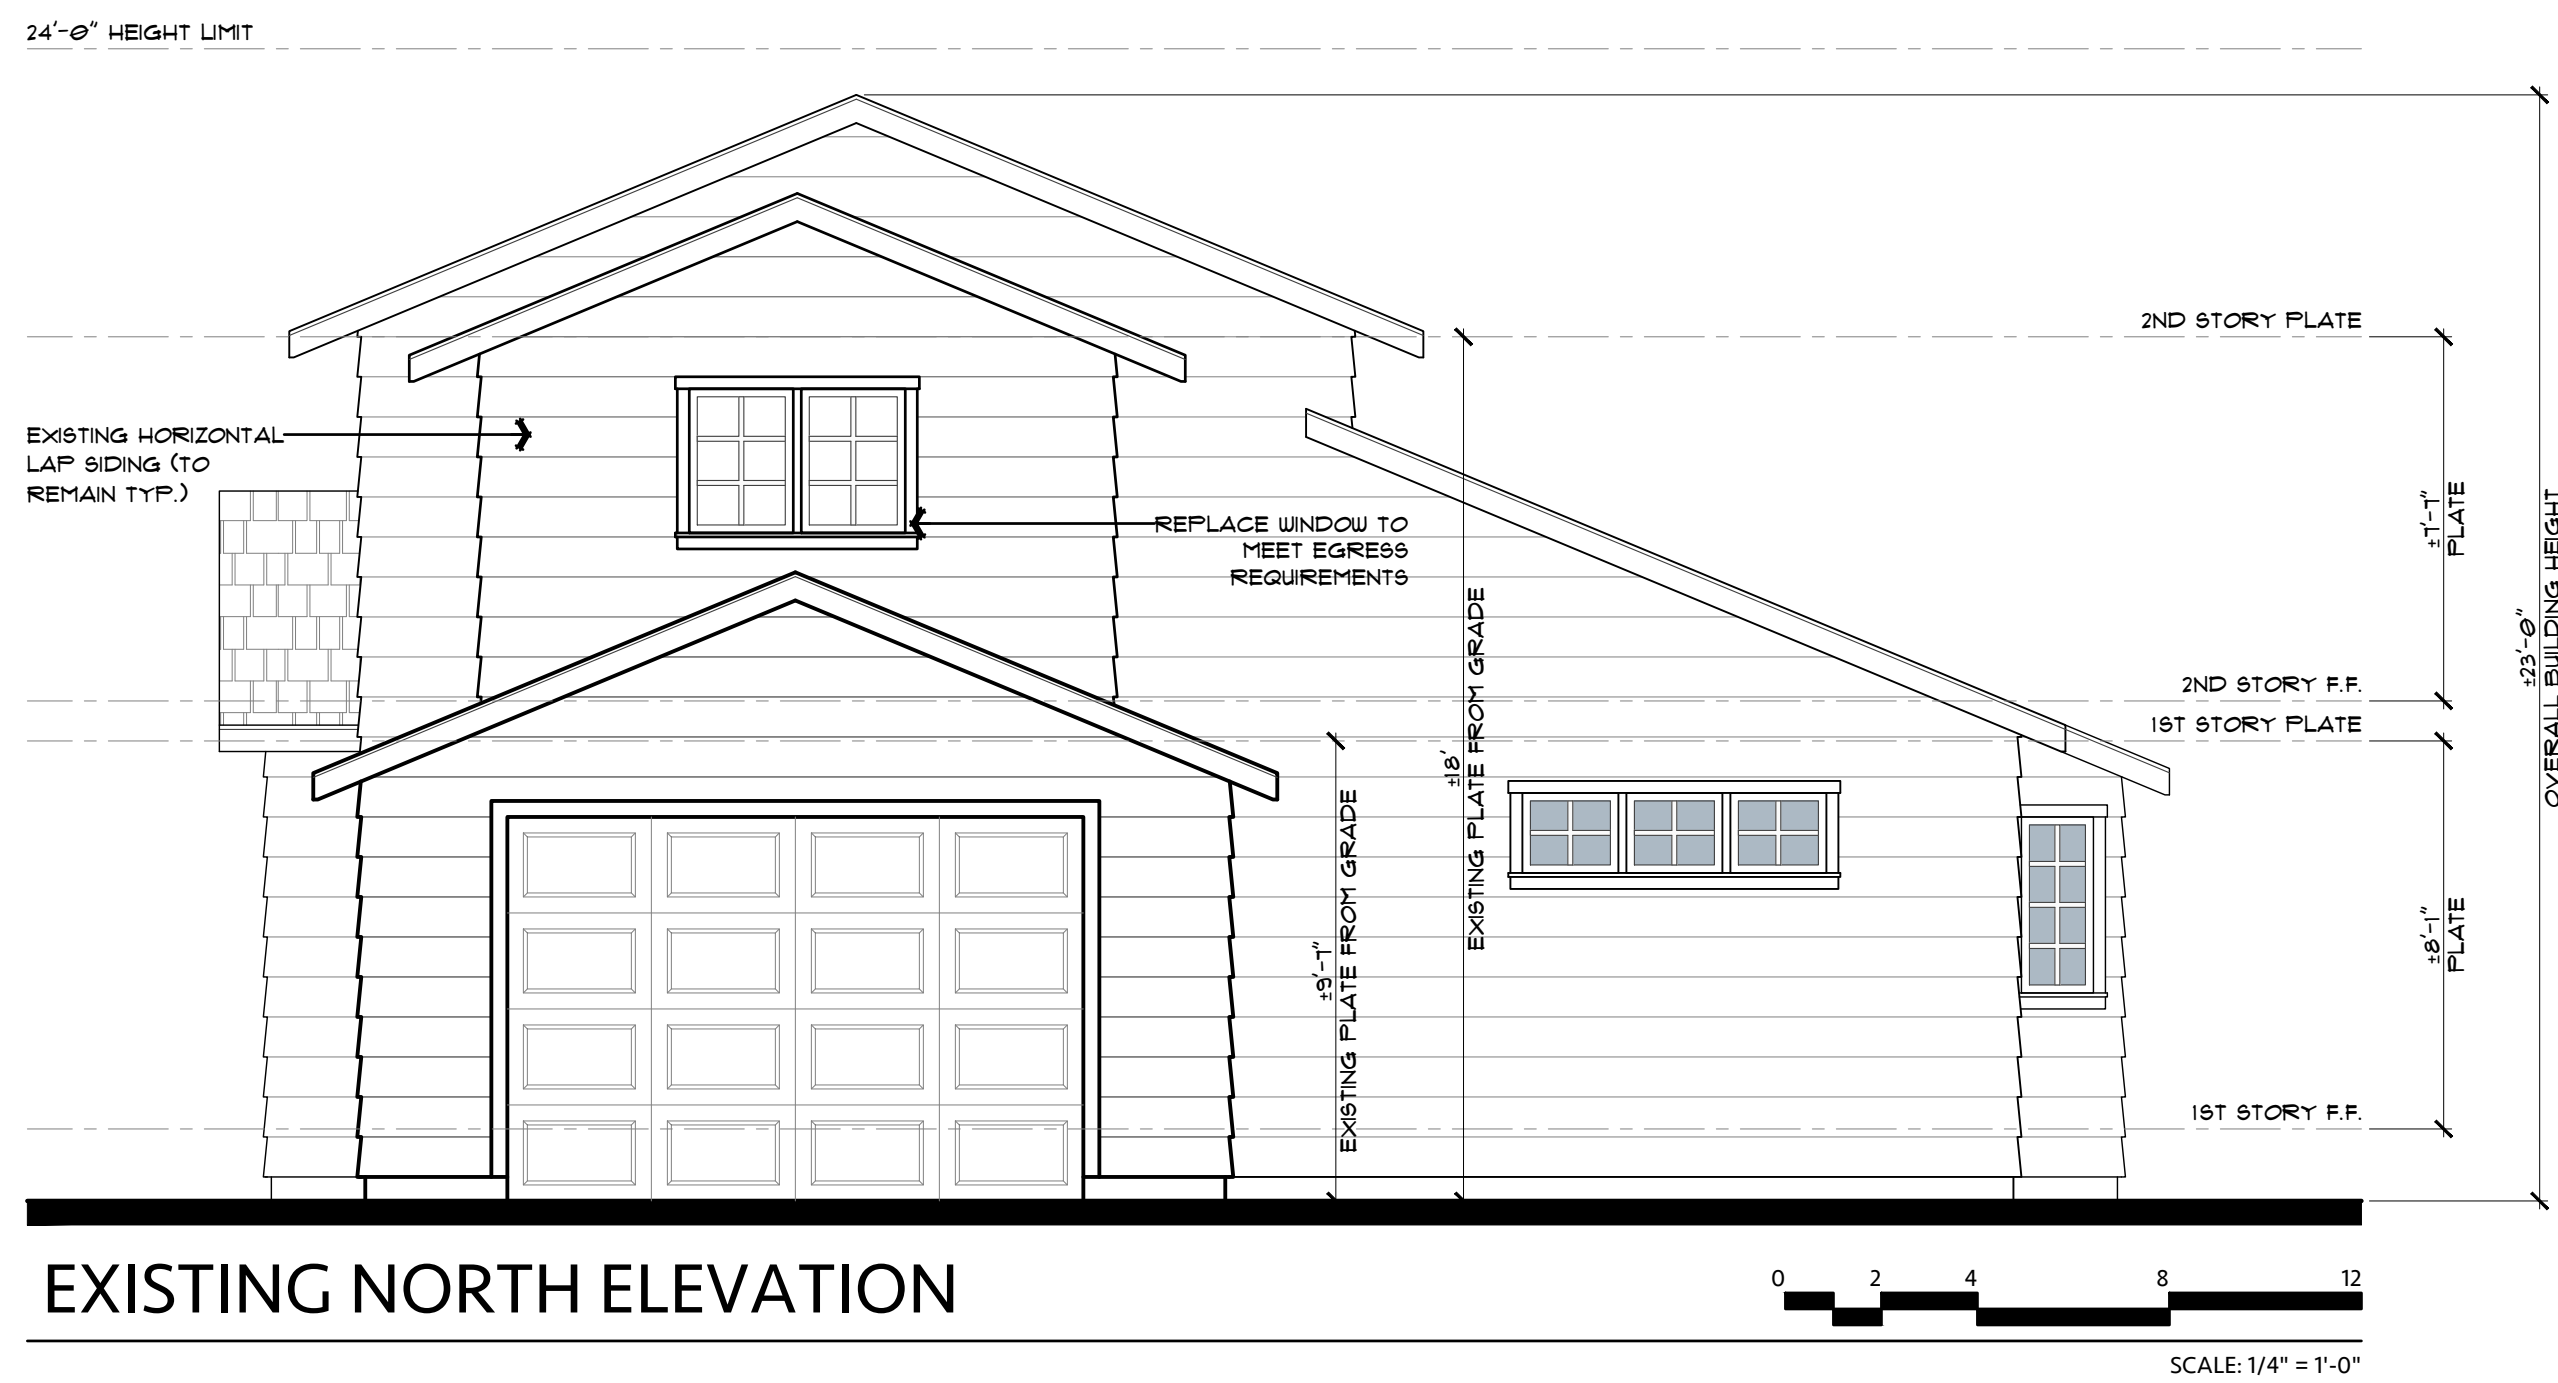 24'-0" HEIGHT LIMIT
2ND STORY PLATE
EXISTING HORIZONTAL
LAP SIDING (TO
REMAIN TYP.)
REPLACE WINDOW TO
MEET EGRESS
REQUIREMENTS
±7'-7"
PLATE
±23'-0"
OVERALL BUILDING HEIGHT
2ND STORY F.F.
1ST STORY PLATE
±18'
EXISTING PLATE FROM GRADE
±9'-7"
EXISTING PLATE FROM GRADE
±8'-1"
PLATE
1ST STORY F.F.
EXISTING NORTH ELEVATION
0 2 4 8 12
SCALE: 1/4" = 1'-0"